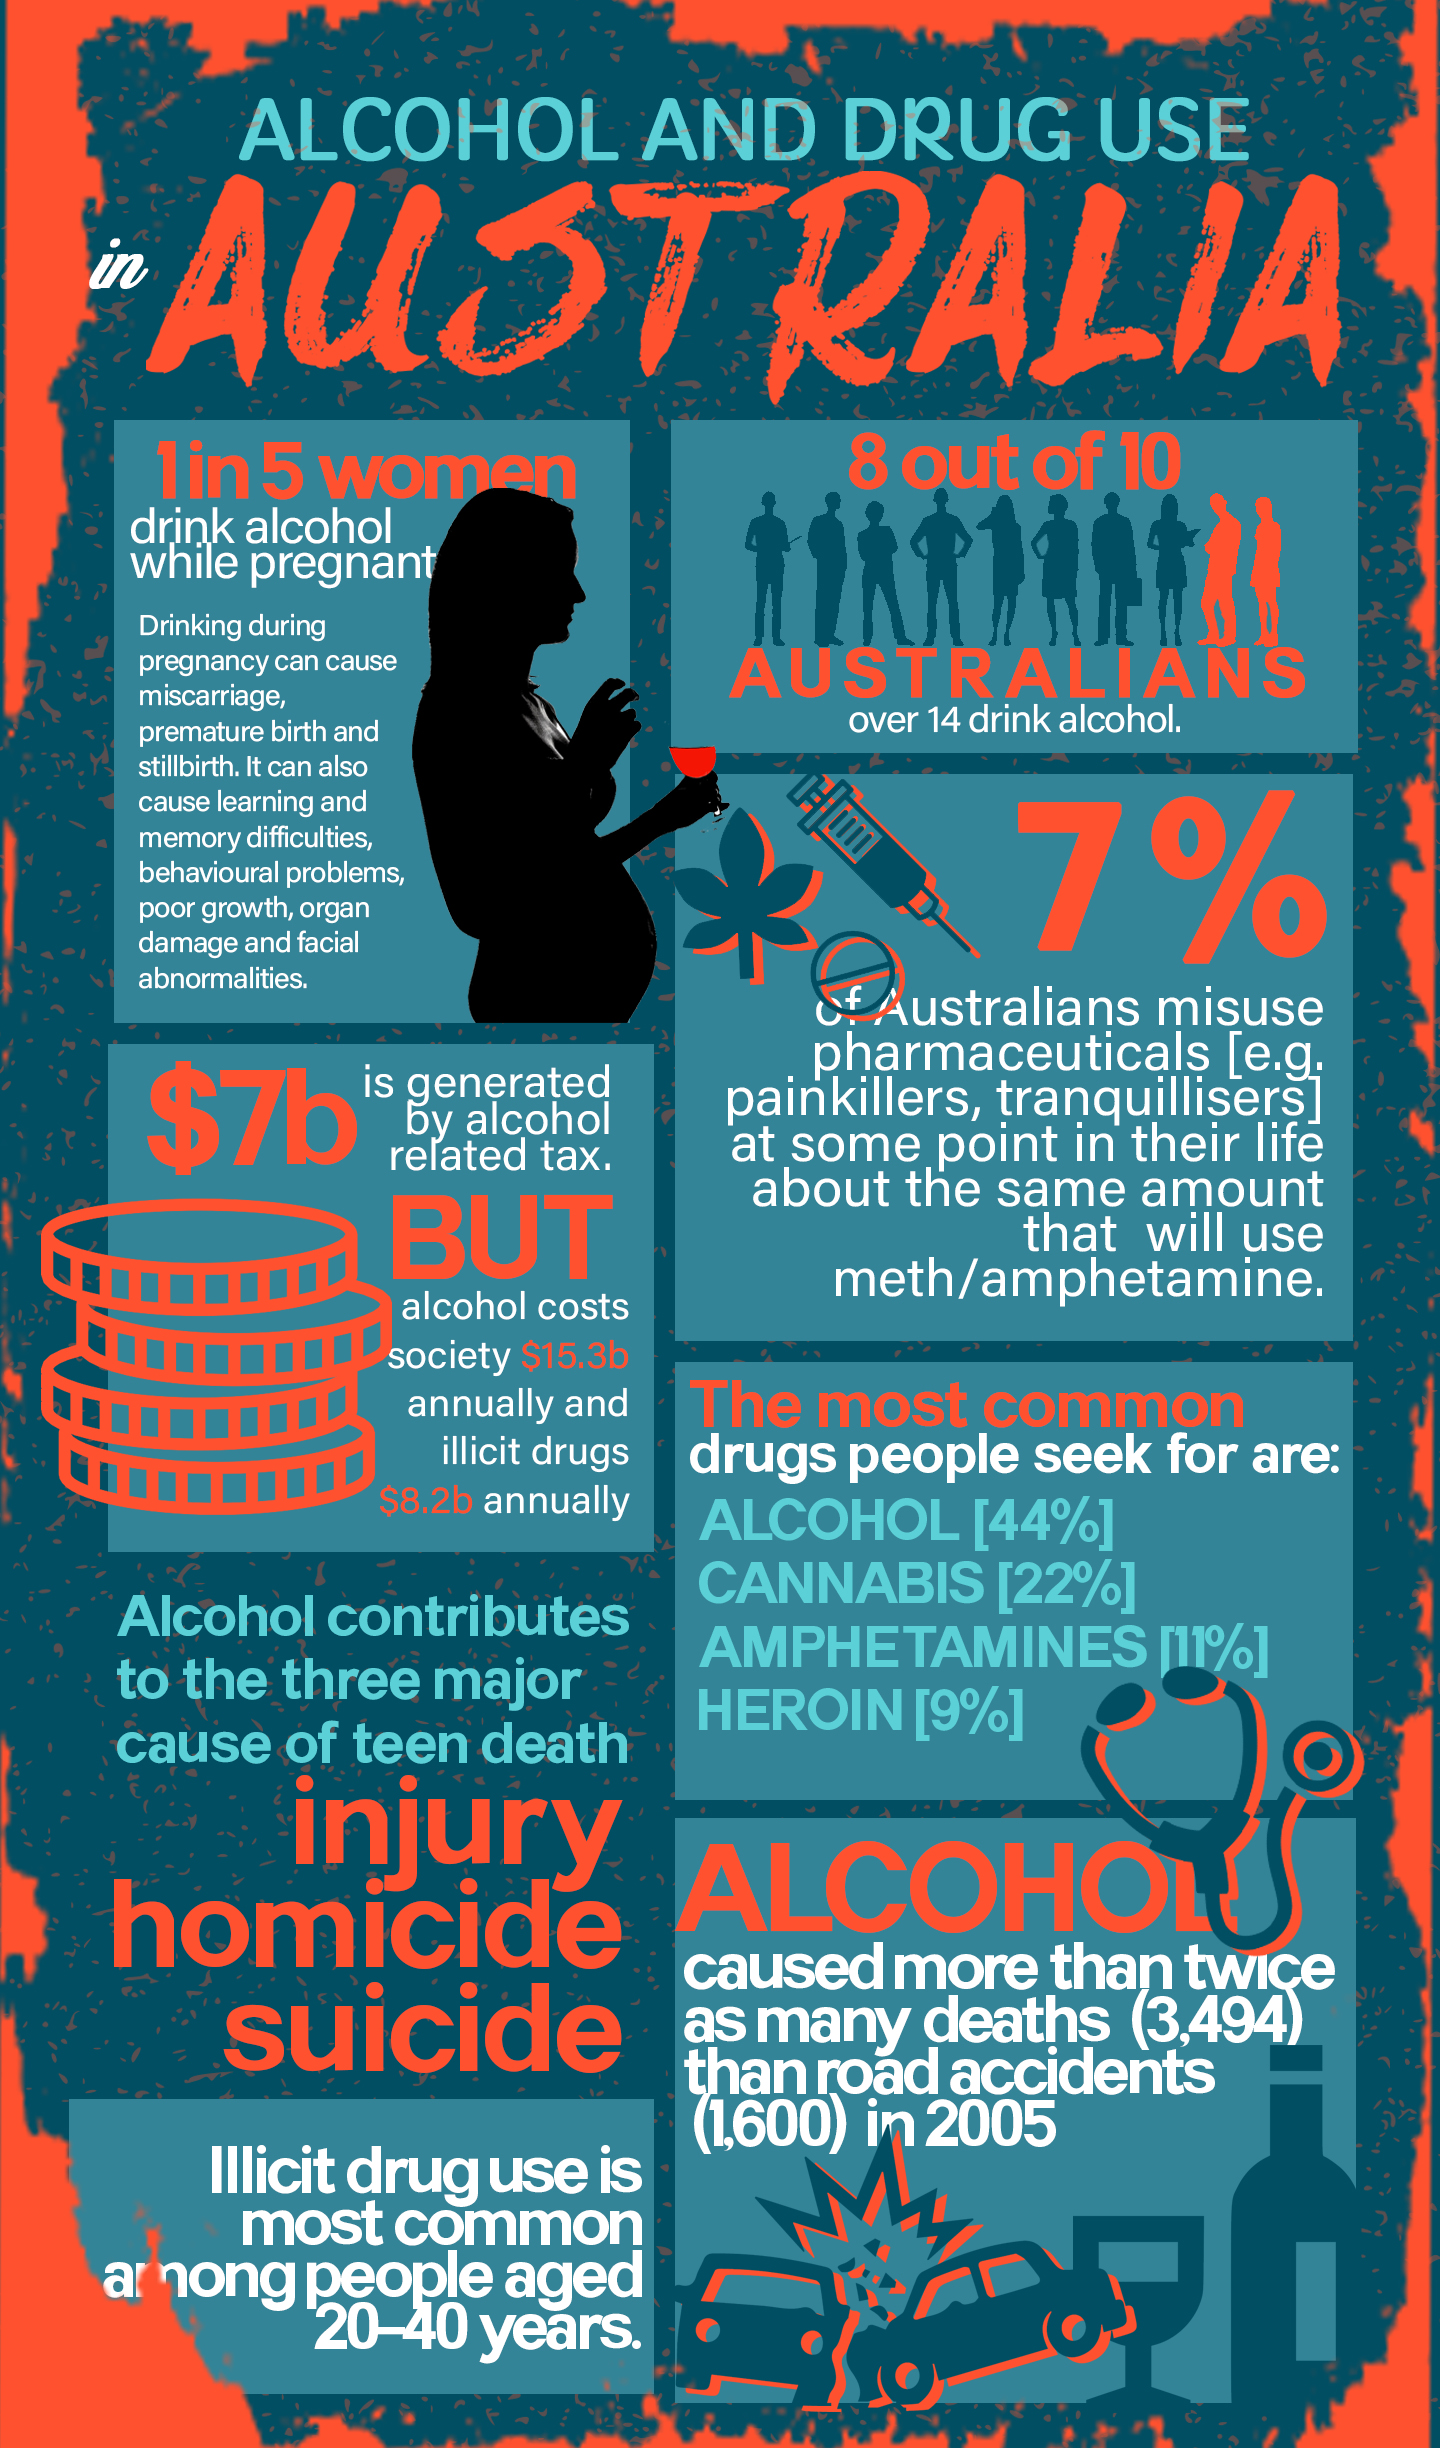 ALCOHOL AND DRUG USE
in AUSTRALIA
1 in 5 women
drink alcohol
while pregnant
Drinking during
pregnancy can cause
miscarriage,
premature birth and
stillbirth. It can also
cause learning and
memory difficulties,
behavioural problems,
poor growth, organ
damage and facial
abnormalities.
8 out of 10
AUSTRALIANS
over 14 drink alcohol.
7%
of Australians misuse
pharmaceuticals [e.g.
painkillers, tranquillisers]
at some point in their life
about the same amount
that will use
meth/amphetamine.
$7b
is generated
by alcohol
related tax.
BUT
alcohol costs
society $15.3b
annually and
illicit drugs
$8.2b annually
The most common
drugs people seek for are:
ALCOHOL [44%]
CANNABIS [22%]
AMPHETAMINES [11%]
HEROIN [9%]
Alcohol contributes
to the three major
cause of teen death
injury
homicide
suicide
ALCOHOL
caused more than twice
as many deaths (3,494)
than road accidents
(1,600) in 2005
Illicit drug use is
most common
among people aged
20–40 years.